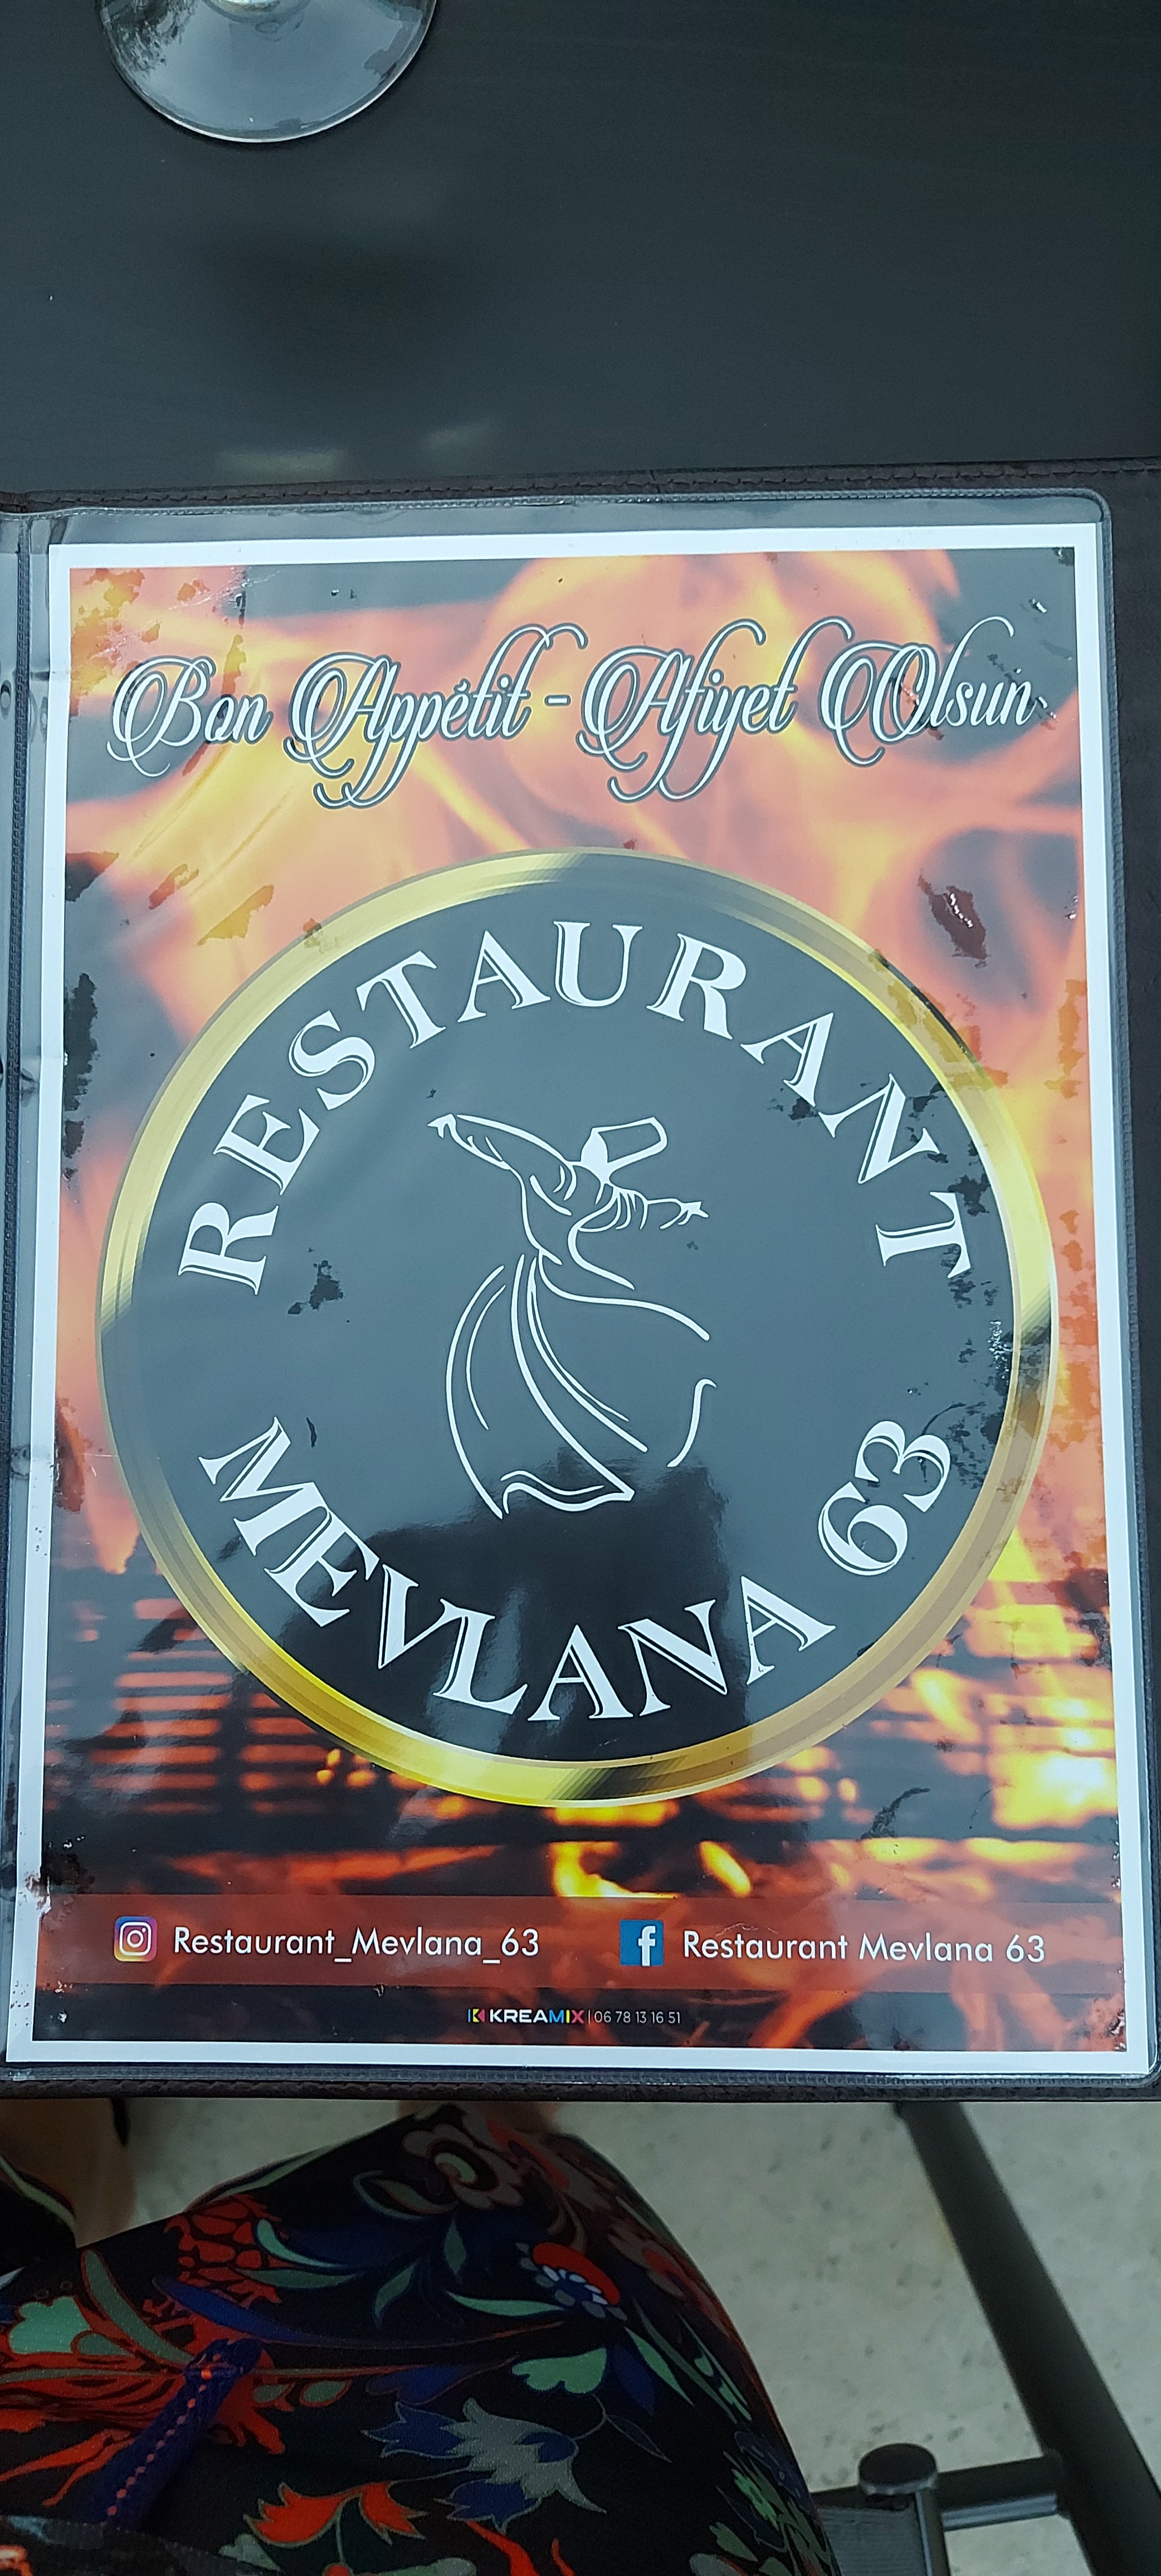 Bon Appétit - Afiyet Olsun
RESTAURANT
MEVLANA 63
Restaurant_Mevlana_63
Restaurant Mevlana 63
KREAMIX | 06 78 13 16 51